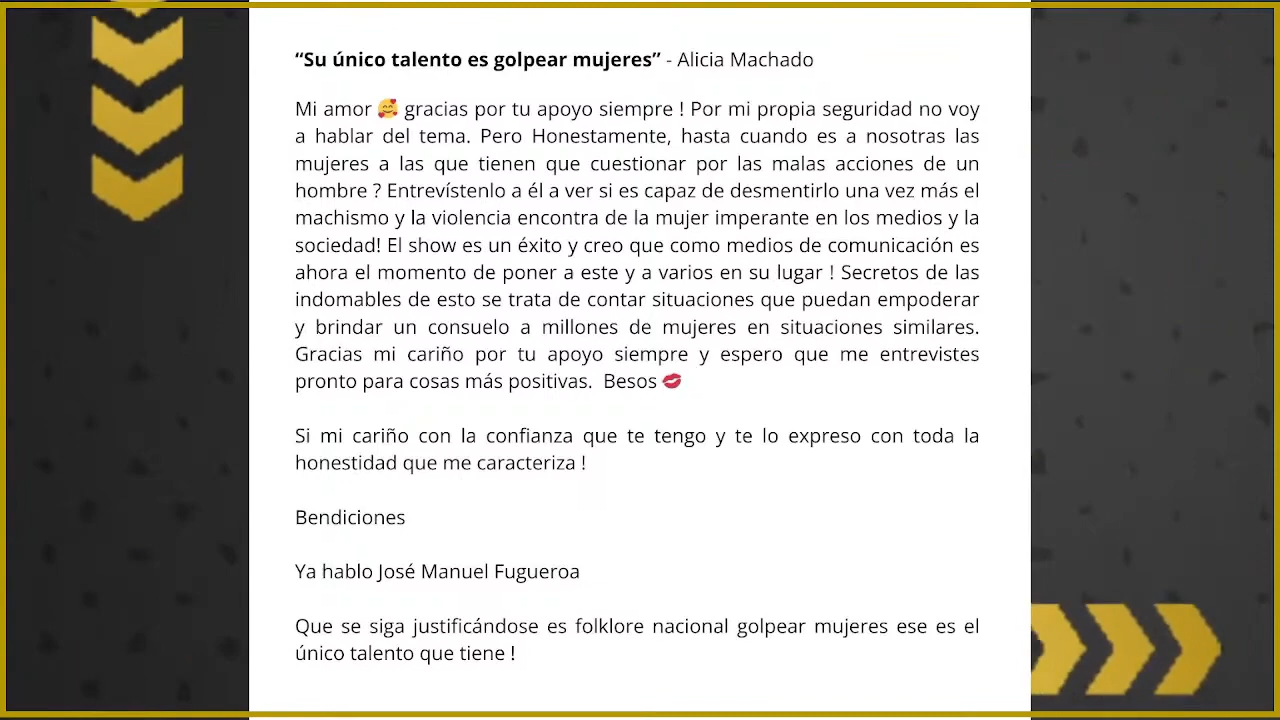 “Su único talento es golpear mujeres” - Alicia Machado
Mi amor 🥰 gracias por tu apoyo siempre ! Por mi propia seguridad no voy
a hablar del tema. Pero Honestamente, hasta cuando es a nosotras las
mujeres a las que tienen que cuestionar por las malas acciones de un
hombre ? Entrevístenlo a él a ver si es capaz de desmentirlo una vez más el
machismo y la violencia encontra de la mujer imperante en los medios y la
sociedad! El show es un éxito y creo que como medios de comunicación es
ahora el momento de poner a este y a varios en su lugar ! Secretos de las
indomables de esto se trata de contar situaciones que puedan empoderar
y brindar un consuelo a millones de mujeres en situaciones similares.
Gracias mi cariño por tu apoyo siempre y espero que me entrevistes
pronto para cosas más positivas.  Besos 💋
Si mi cariño con la confianza que te tengo y te lo expreso con toda la
honestidad que me caracteriza !
Bendiciones
Ya hablo José Manuel Fugueroa
Que se siga justificándose es folklore nacional golpear mujeres ese es el
único talento que tiene !